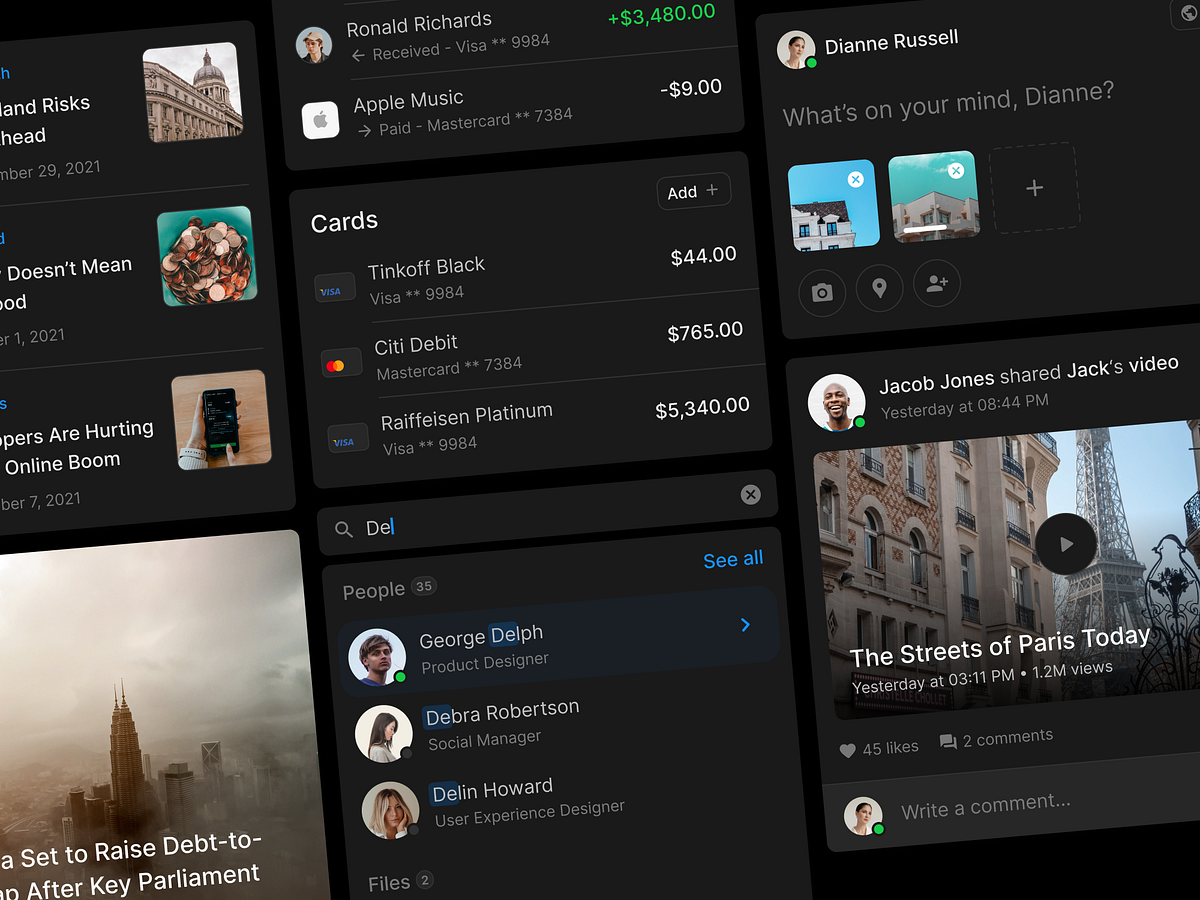 and Risks
head
29, 2021
Doesn’t Mean
1, 2021
Are Hurting
Online Boom
7, 2021
a Set to Raise Debt-to-
After Key Parliament
Ronald Richards
+$3,480.00
← Received - Visa ** 9984
Apple Music
-$9.00
→ Paid - Mastercard ** 7384
Cards
Add +
Tinkoff Black
$44.00
VISA
Visa ** 9984
Citi Debit
$765.00
Mastercard ** 7384
Raiffeisen Platinum
$5,340.00
VISA
Visa ** 9984
Del
People 35
See all
George Delph
Product Designer
Debra Robertson
Social Manager
Delin Howard
User Experience Designer
Files 2
Dianne Russell
What’s on your mind, Dianne?
Jacob Jones shared Jack‘s video
Yesterday at 08:44 PM
The Streets of Paris Today
Yesterday at 03:11 PM • 1.2M views
45 likes
2 comments
Write a comment...